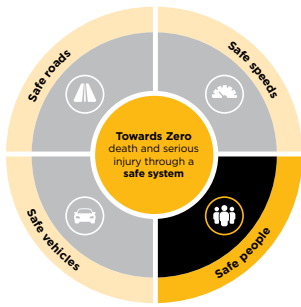 Safe roads
Safe speeds
Towards Zero
death and serious
injury through a
safe system
Safe vehicles
Safe people